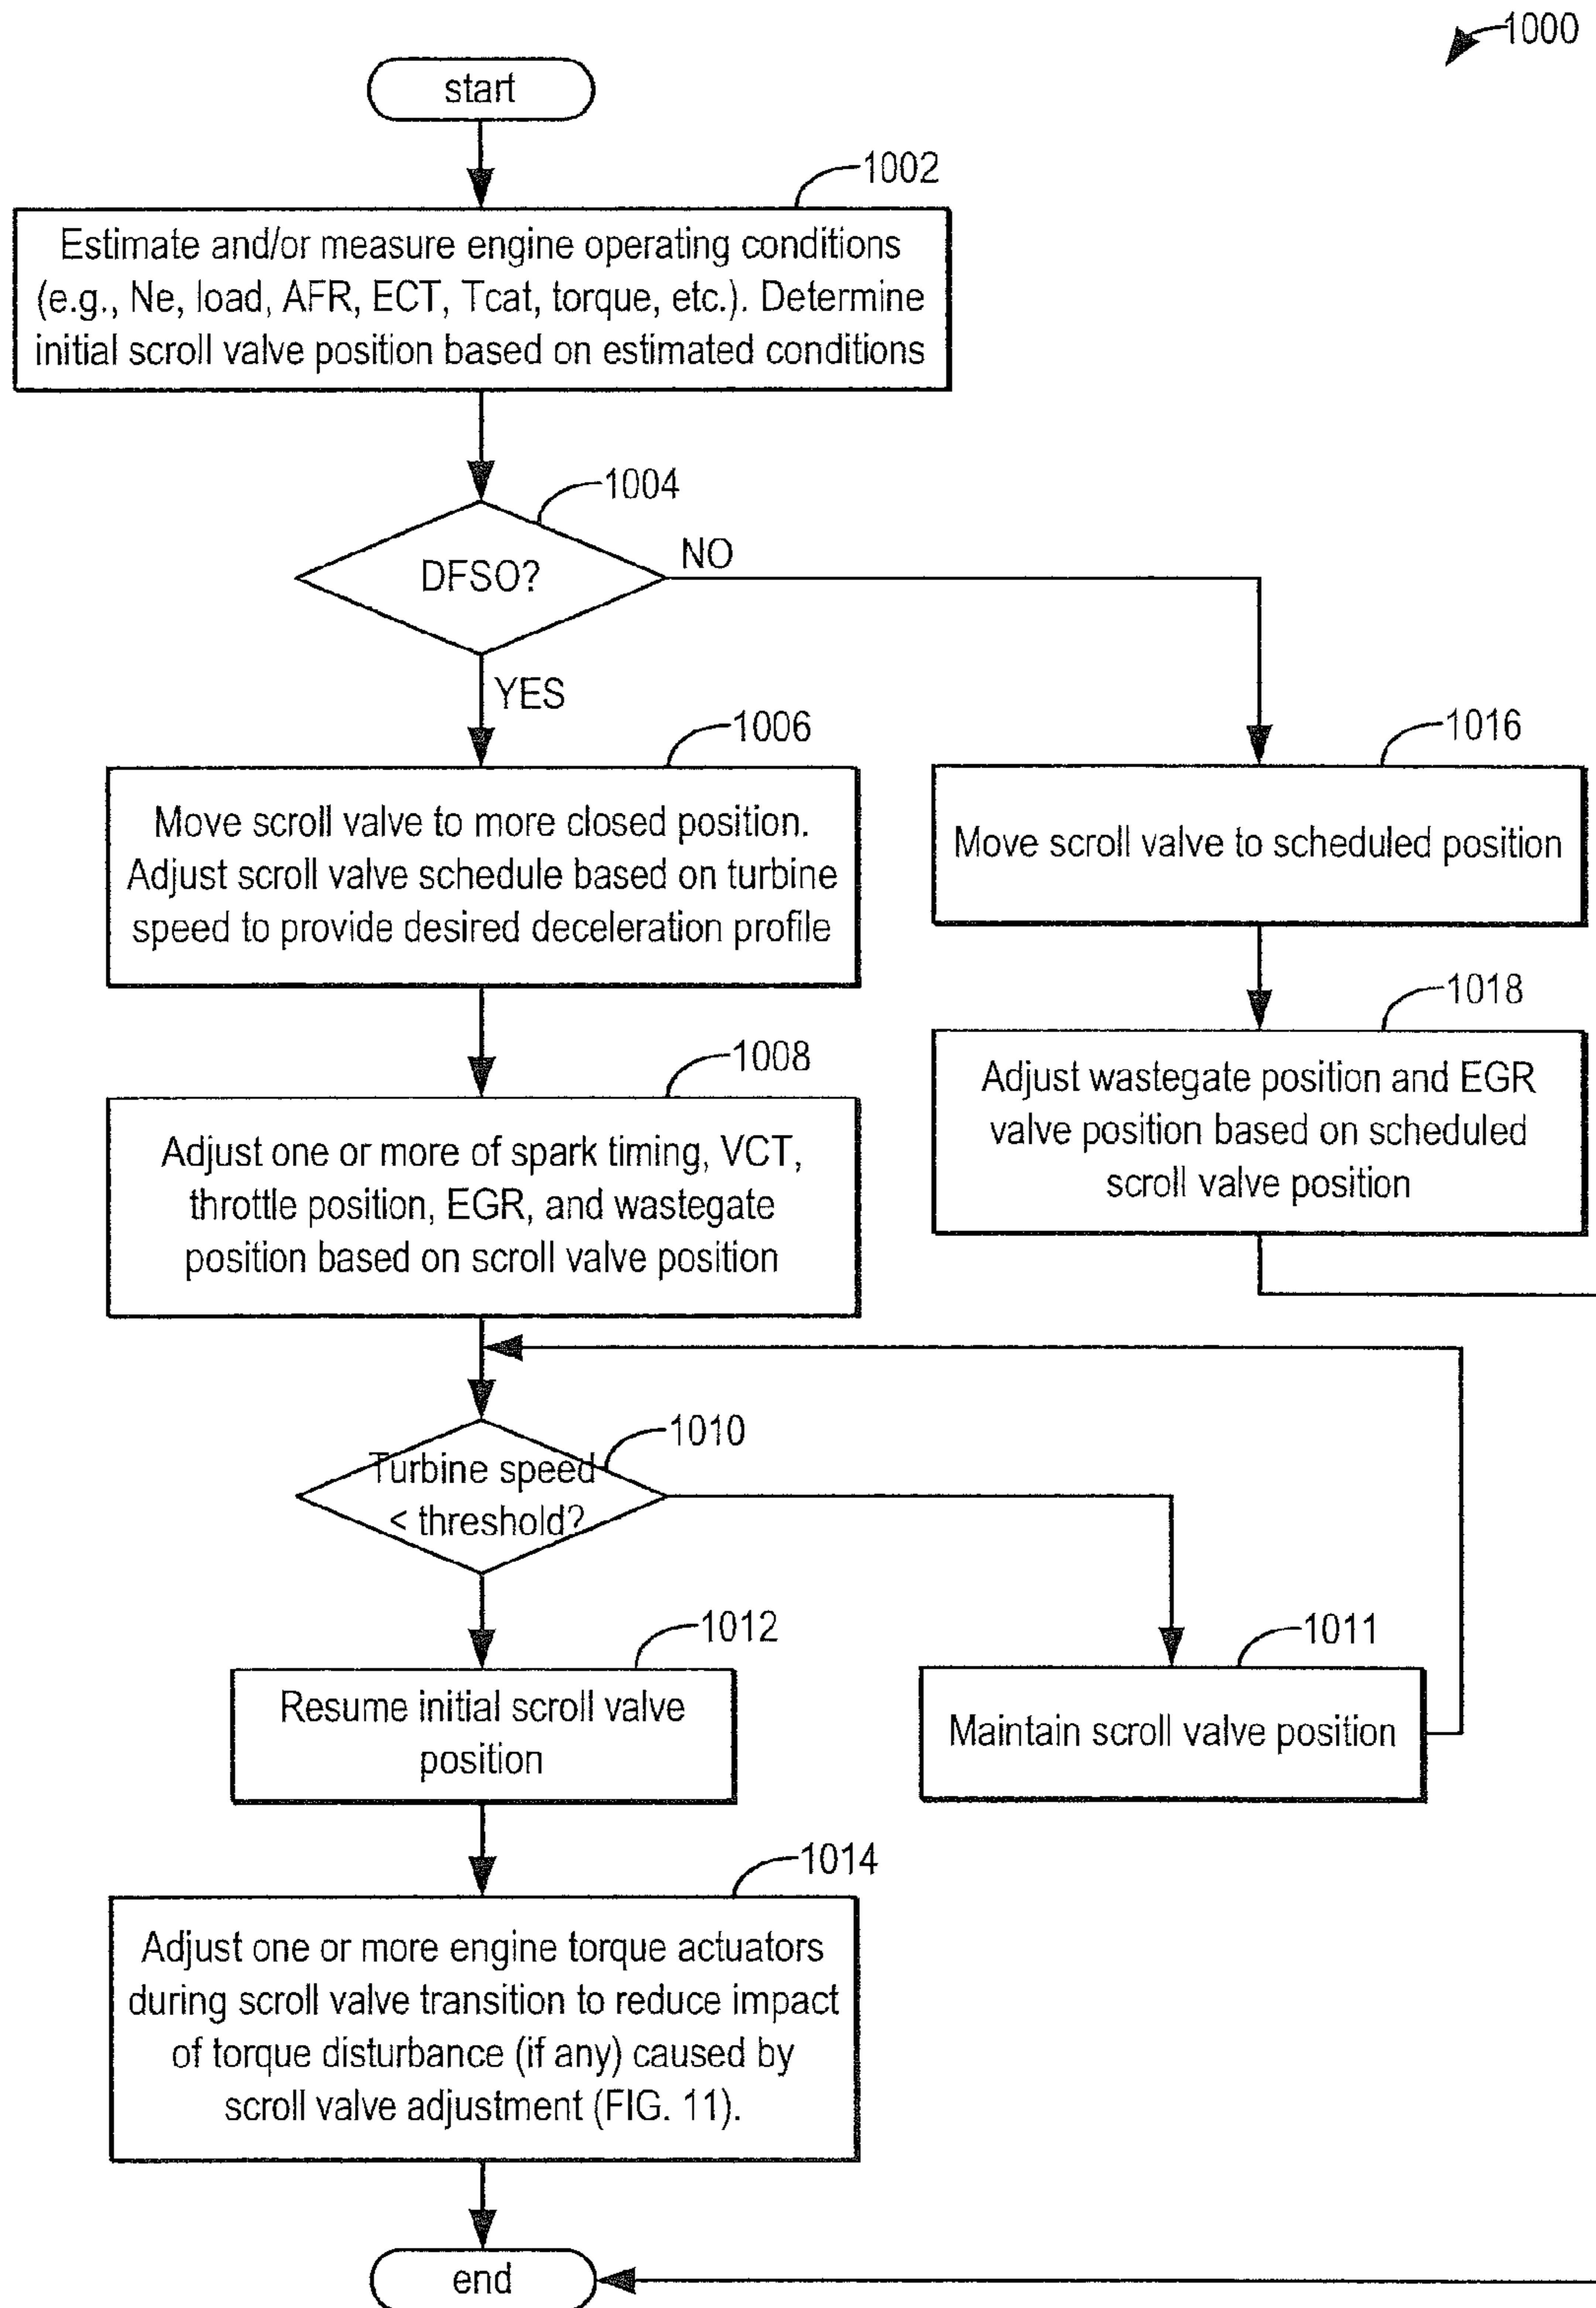 1000
start
1002
Estimate and/or measure engine operating conditions
(e.g., Ne, load, AFR, ECT, Tcat, torque, etc.). Determine
initial scroll valve position based on estimated conditions
1004
DFSO?
NO
YES
1006
Move scroll valve to more closed position.
Adjust scroll valve schedule based on turbine
speed to provide desired deceleration profile
1016
Move scroll valve to scheduled position
1008
Adjust one or more of spark timing, VCT,
throttle position, EGR, and wastegate
position based on scroll valve position
1018
Adjust wastegate position and EGR
valve position based on scheduled
scroll valve position
1010
Turbine speed
< threshold?
1012
Resume initial scroll valve
position
1011
Maintain scroll valve position
1014
Adjust one or more engine torque actuators
during scroll valve transition to reduce impact
of torque disturbance (if any) caused by
scroll valve adjustment (FIG. 11).
end